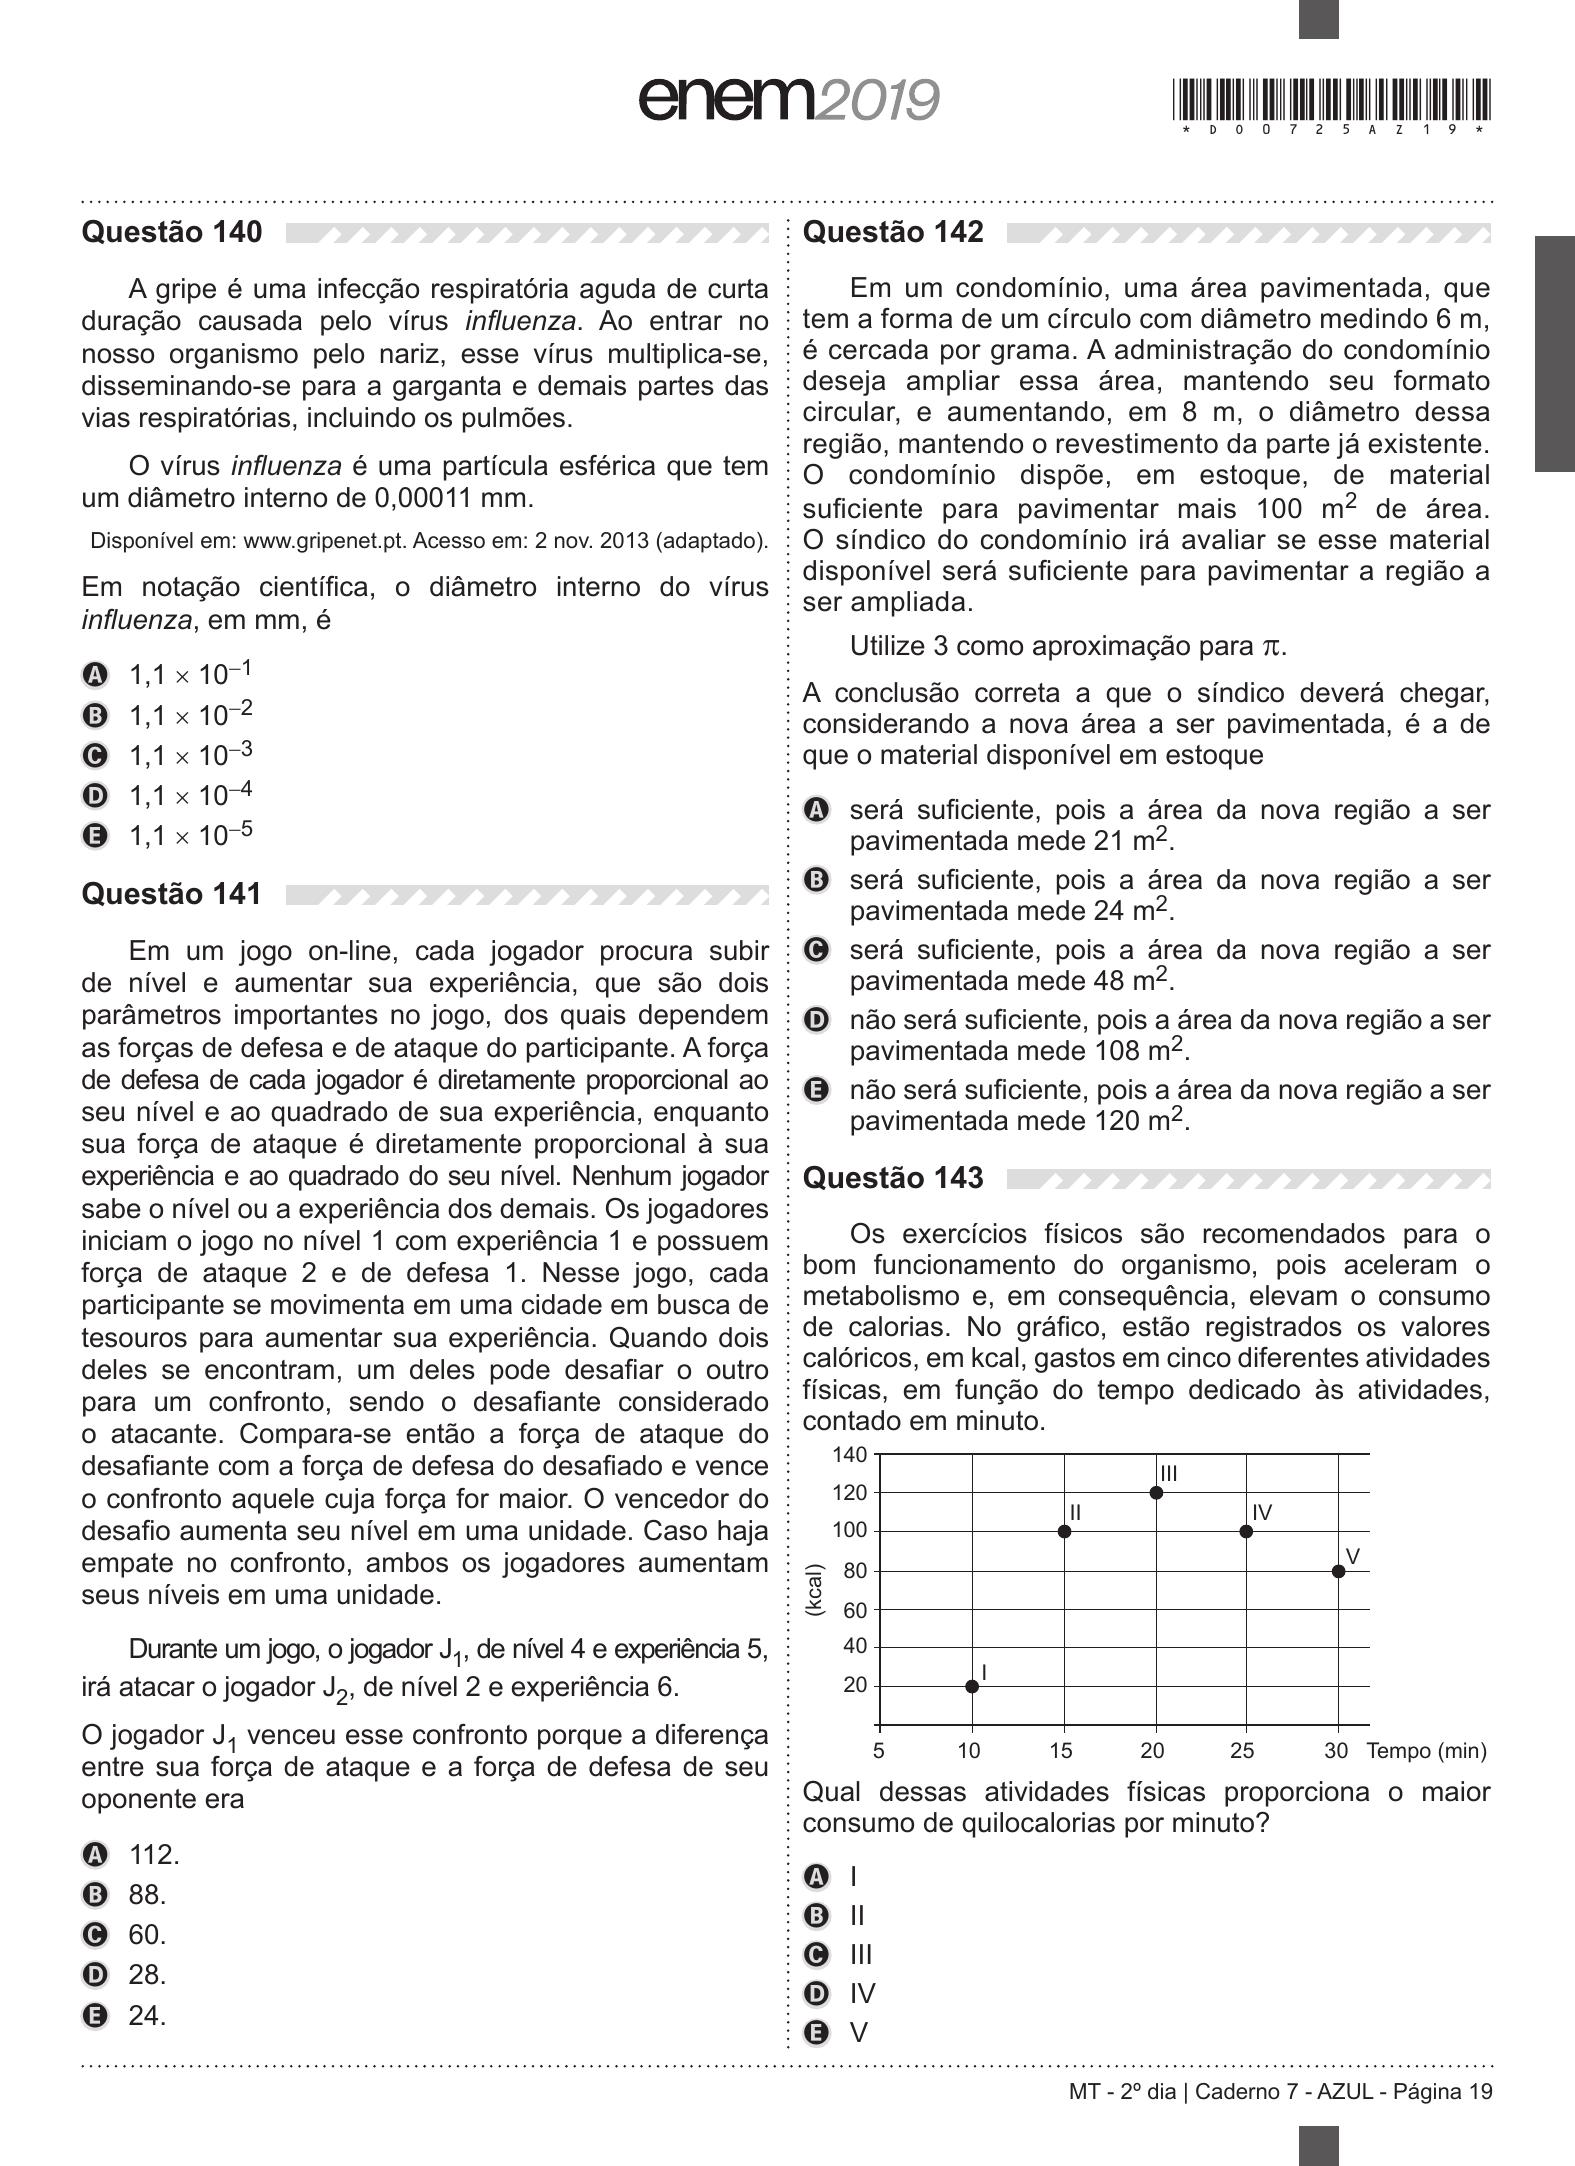 enem2019
*D00725AZ19*
Questão 140
A gripe é uma infecção respiratória aguda de curta
duração causada pelo vírus influenza. Ao entrar no
nosso organismo pelo nariz, esse vírus multiplica-se,
disseminando-se para a garganta e demais partes das
vias respiratórias, incluindo os pulmões.
O vírus influenza é uma partícula esférica que tem
um diâmetro interno de 0,00011 mm.
Disponível em: www.gripenet.pt. Acesso em: 2 nov. 2013 (adaptado).
Em notação científica, o diâmetro interno do vírus
influenza, em mm, é
A 1,1 × 10⁻¹
B 1,1 × 10⁻²
C 1,1 × 10⁻³
D 1,1 × 10⁻⁴
E 1,1 × 10⁻⁵
Questão 141
Em um jogo on-line, cada jogador procura subir
de nível e aumentar sua experiência, que são dois
parâmetros importantes no jogo, dos quais dependem
as forças de defesa e de ataque do participante. A força
de defesa de cada jogador é diretamente proporcional ao
seu nível e ao quadrado de sua experiência, enquanto
sua força de ataque é diretamente proporcional à sua
experiência e ao quadrado do seu nível. Nenhum jogador
sabe o nível ou a experiência dos demais. Os jogadores
iniciam o jogo no nível 1 com experiência 1 e possuem
força de ataque 2 e de defesa 1. Nesse jogo, cada
participante se movimenta em uma cidade em busca de
tesouros para aumentar sua experiência. Quando dois
deles se encontram, um deles pode desafiar o outro
para um confronto, sendo o desafiante considerado
o atacante. Compara-se então a força de ataque do
desafiante com a força de defesa do desafiado e vence
o confronto aquele cuja força for maior. O vencedor do
desafio aumenta seu nível em uma unidade. Caso haja
empate no confronto, ambos os jogadores aumentam
seus níveis em uma unidade.
Durante um jogo, o jogador J₁, de nível 4 e experiência 5,
irá atacar o jogador J₂, de nível 2 e experiência 6.
O jogador J₁ venceu esse confronto porque a diferença
entre sua força de ataque e a força de defesa de seu
oponente era
A 112.
B 88.
C 60.
D 28.
E 24.
Questão 142
Em um condomínio, uma área pavimentada, que
tem a forma de um círculo com diâmetro medindo 6 m,
é cercada por grama. A administração do condomínio
deseja ampliar essa área, mantendo seu formato
circular, e aumentando, em 8 m, o diâmetro dessa
região, mantendo o revestimento da parte já existente.
O condomínio dispõe, em estoque, de material
suficiente para pavimentar mais 100 m² de área.
O síndico do condomínio irá avaliar se esse material
disponível será suficiente para pavimentar a região a
ser ampliada.
Utilize 3 como aproximação para π.
A conclusão correta a que o síndico deverá chegar,
considerando a nova área a ser pavimentada, é a de
que o material disponível em estoque
A será suficiente, pois a área da nova região a ser
pavimentada mede 21 m².
B será suficiente, pois a área da nova região a ser
pavimentada mede 24 m².
C será suficiente, pois a área da nova região a ser
pavimentada mede 48 m².
D não será suficiente, pois a área da nova região a ser
pavimentada mede 108 m².
E não será suficiente, pois a área da nova região a ser
pavimentada mede 120 m².
Questão 143
Os exercícios físicos são recomendados para o
bom funcionamento do organismo, pois aceleram o
metabolismo e, em consequência, elevam o consumo
de calorias. No gráfico, estão registrados os valores
calóricos, em kcal, gastos em cinco diferentes atividades
físicas, em função do tempo dedicado às atividades,
contado em minuto.
140
III
120
II
IV
100
V
80
(kcal)
60
40
I
20
5 10 15 20 25 30 Tempo (min)
Qual dessas atividades físicas proporciona o maior
consumo de quilocalorias por minuto?
A I
B II
C III
D IV
E V
MT - 2º dia | Caderno 7 - AZUL - Página 19